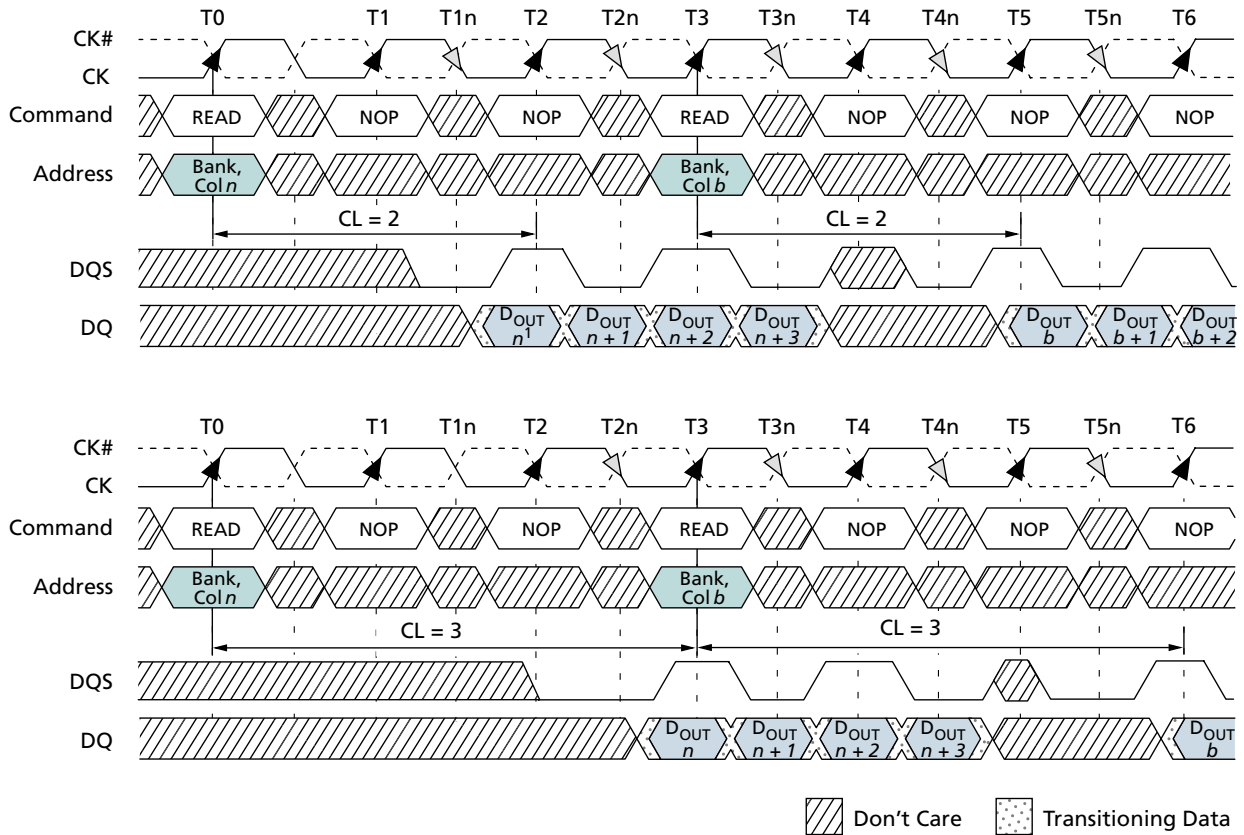 T0 T1 T1n T2 T2n T3 T3n T4 T4n T5 T5n T6
CK#
CK
Command READ NOP NOP READ NOP NOP NOP
Address Bank, Col n Bank, Col b
CL = 2 CL = 2
DQS
DQ DOUT n1 DOUT n + 1 DOUT n + 2 DOUT n + 3 DOUT b DOUT b + 1 DOUT b + 2
T0 T1 T1n T2 T2n T3 T3n T4 T4n T5 T5n T6
CK#
CK
Command READ NOP NOP READ NOP NOP NOP
Address Bank, Col n Bank, Col b
CL = 3 CL = 3
DQS
DQ DOUT n DOUT n + 1 DOUT n + 2 DOUT n + 3 DOUT b
Don't Care Transitioning Data